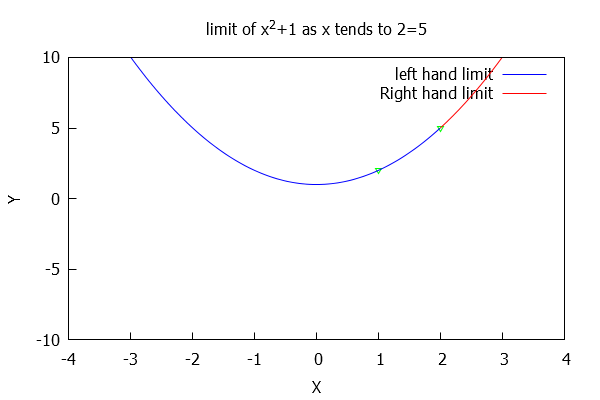 limit of x²+1 as x tends to 2=5
10
left hand limit
Right hand limit
5
0
-5
-10
Y
-4 -3 -2 -1 0 1 2 3 4
X